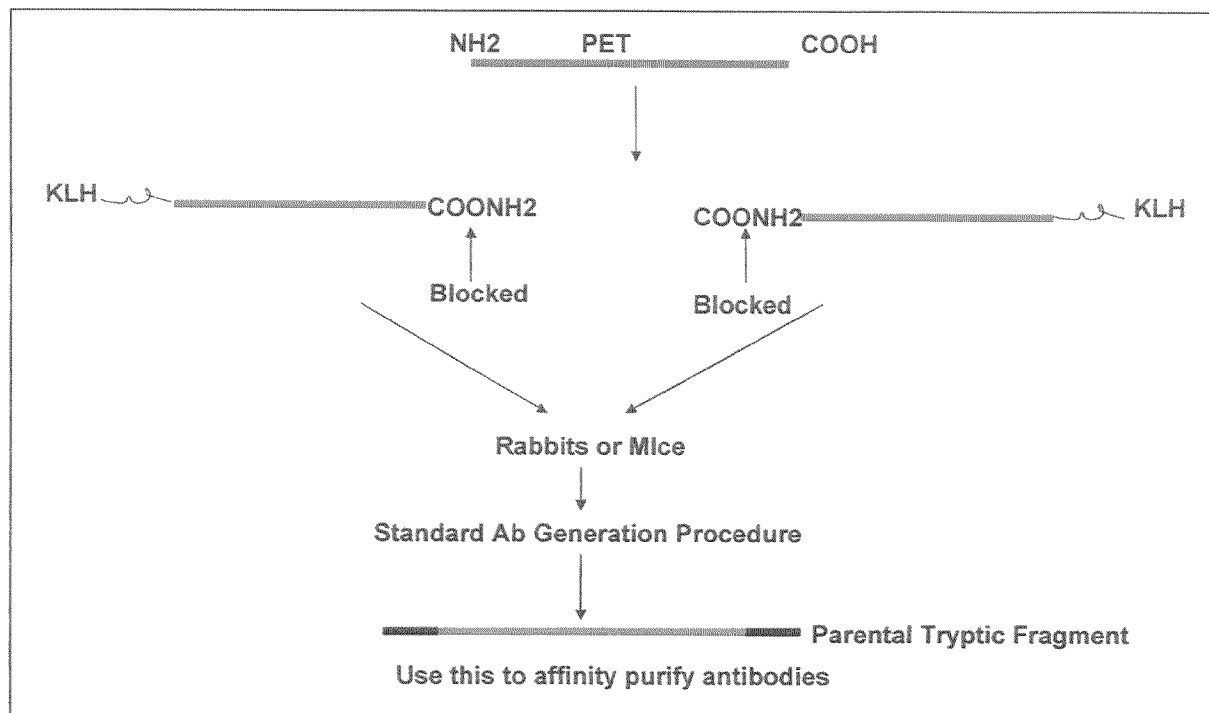 NH2 PET COOH
KLH COONH2
COONH2 KLH
Blocked
Blocked
Rabbits or MIce
Standard Ab Generation Procedure
Parental Tryptic Fragment
Use this to affinity purify antibodies